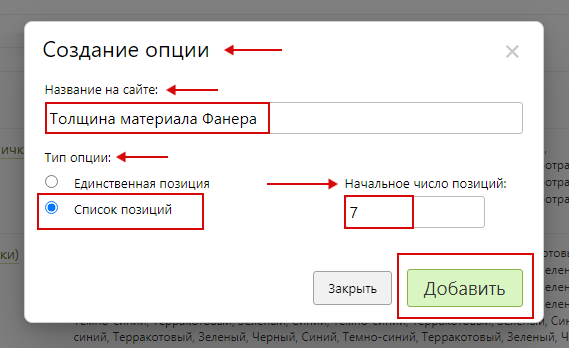 Создание опции
×
Название на сайте:
Толщина материала Фанера
Тип опции:
Единственная позиция
Начальное число позиций:
Список позиций
7
Закрыть
Добавить
ки)
Темно-синий, Терракотовый, Зеленый, Синий, Темно-синий, Терракотовый, Зеленый, Синий,
синий, Терракотовый, Зеленый, Черный, Синий, Темно-синий, Терракотовый, Зеленый,